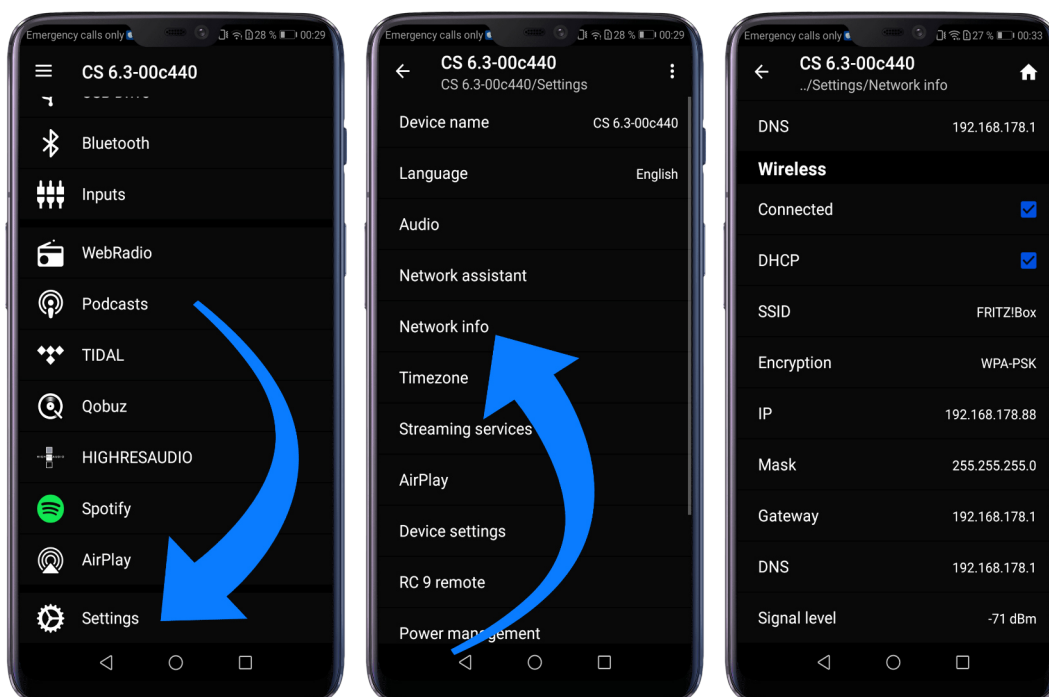 Emergency calls only 28 % 00:29
CS 6.3-00c440
Bluetooth
Inputs
WebRadio
Podcasts
TIDAL
Qobuz
HIGHRESAUDIO
Spotify
AirPlay
Settings
Emergency calls only 28 % 00:29
CS 6.3-00c440
CS 6.3-00c440/Settings
Device name CS 6.3-00c440
Language English
Audio
Network assistant
Network info
Timezone
Streaming services
AirPlay
Device settings
RC 9 remote
Power management
Emergency calls only 27 % 00:33
CS 6.3-00c440
../Settings/Network info
DNS 192.168.178.1
Wireless
Connected
DHCP
SSID FRITZ!Box
Encryption WPA-PSK
IP 192.168.178.88
Mask 255.255.255.0
Gateway 192.168.178.1
DNS 192.168.178.1
Signal level -71 dBm